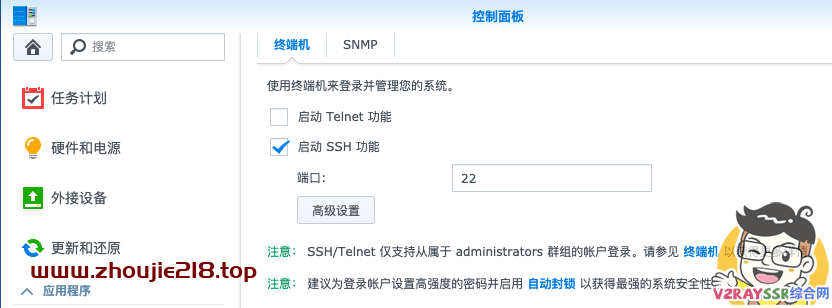 控制面板
搜索
终端机
SNMP
使用终端机来登录并管理您的系统。
任务计划
启动 Telnet 功能
硬件和电源
启动 SSH 功能
端口:
22
外接设备
高级设置
更新和还原
注意: SSH/Telnet 仅支持从属于 administrators 群组的帐户登录。请参见 终端机 以获得
www.zhoujie218.top
应用程序
注意: 建议为登录帐户设置高强度的密码并启用 自动封锁 以获得最强的系统安全性
V2RAYSSR综合网